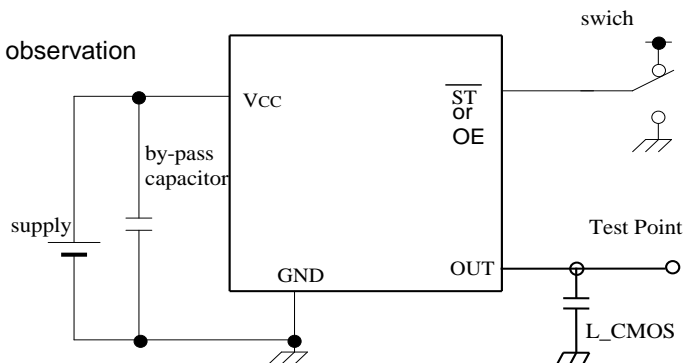 swich
observation
VCC
ST
or
OE
by-pass
capacitor
supply
Test Point
GND
OUT
L_CMOS